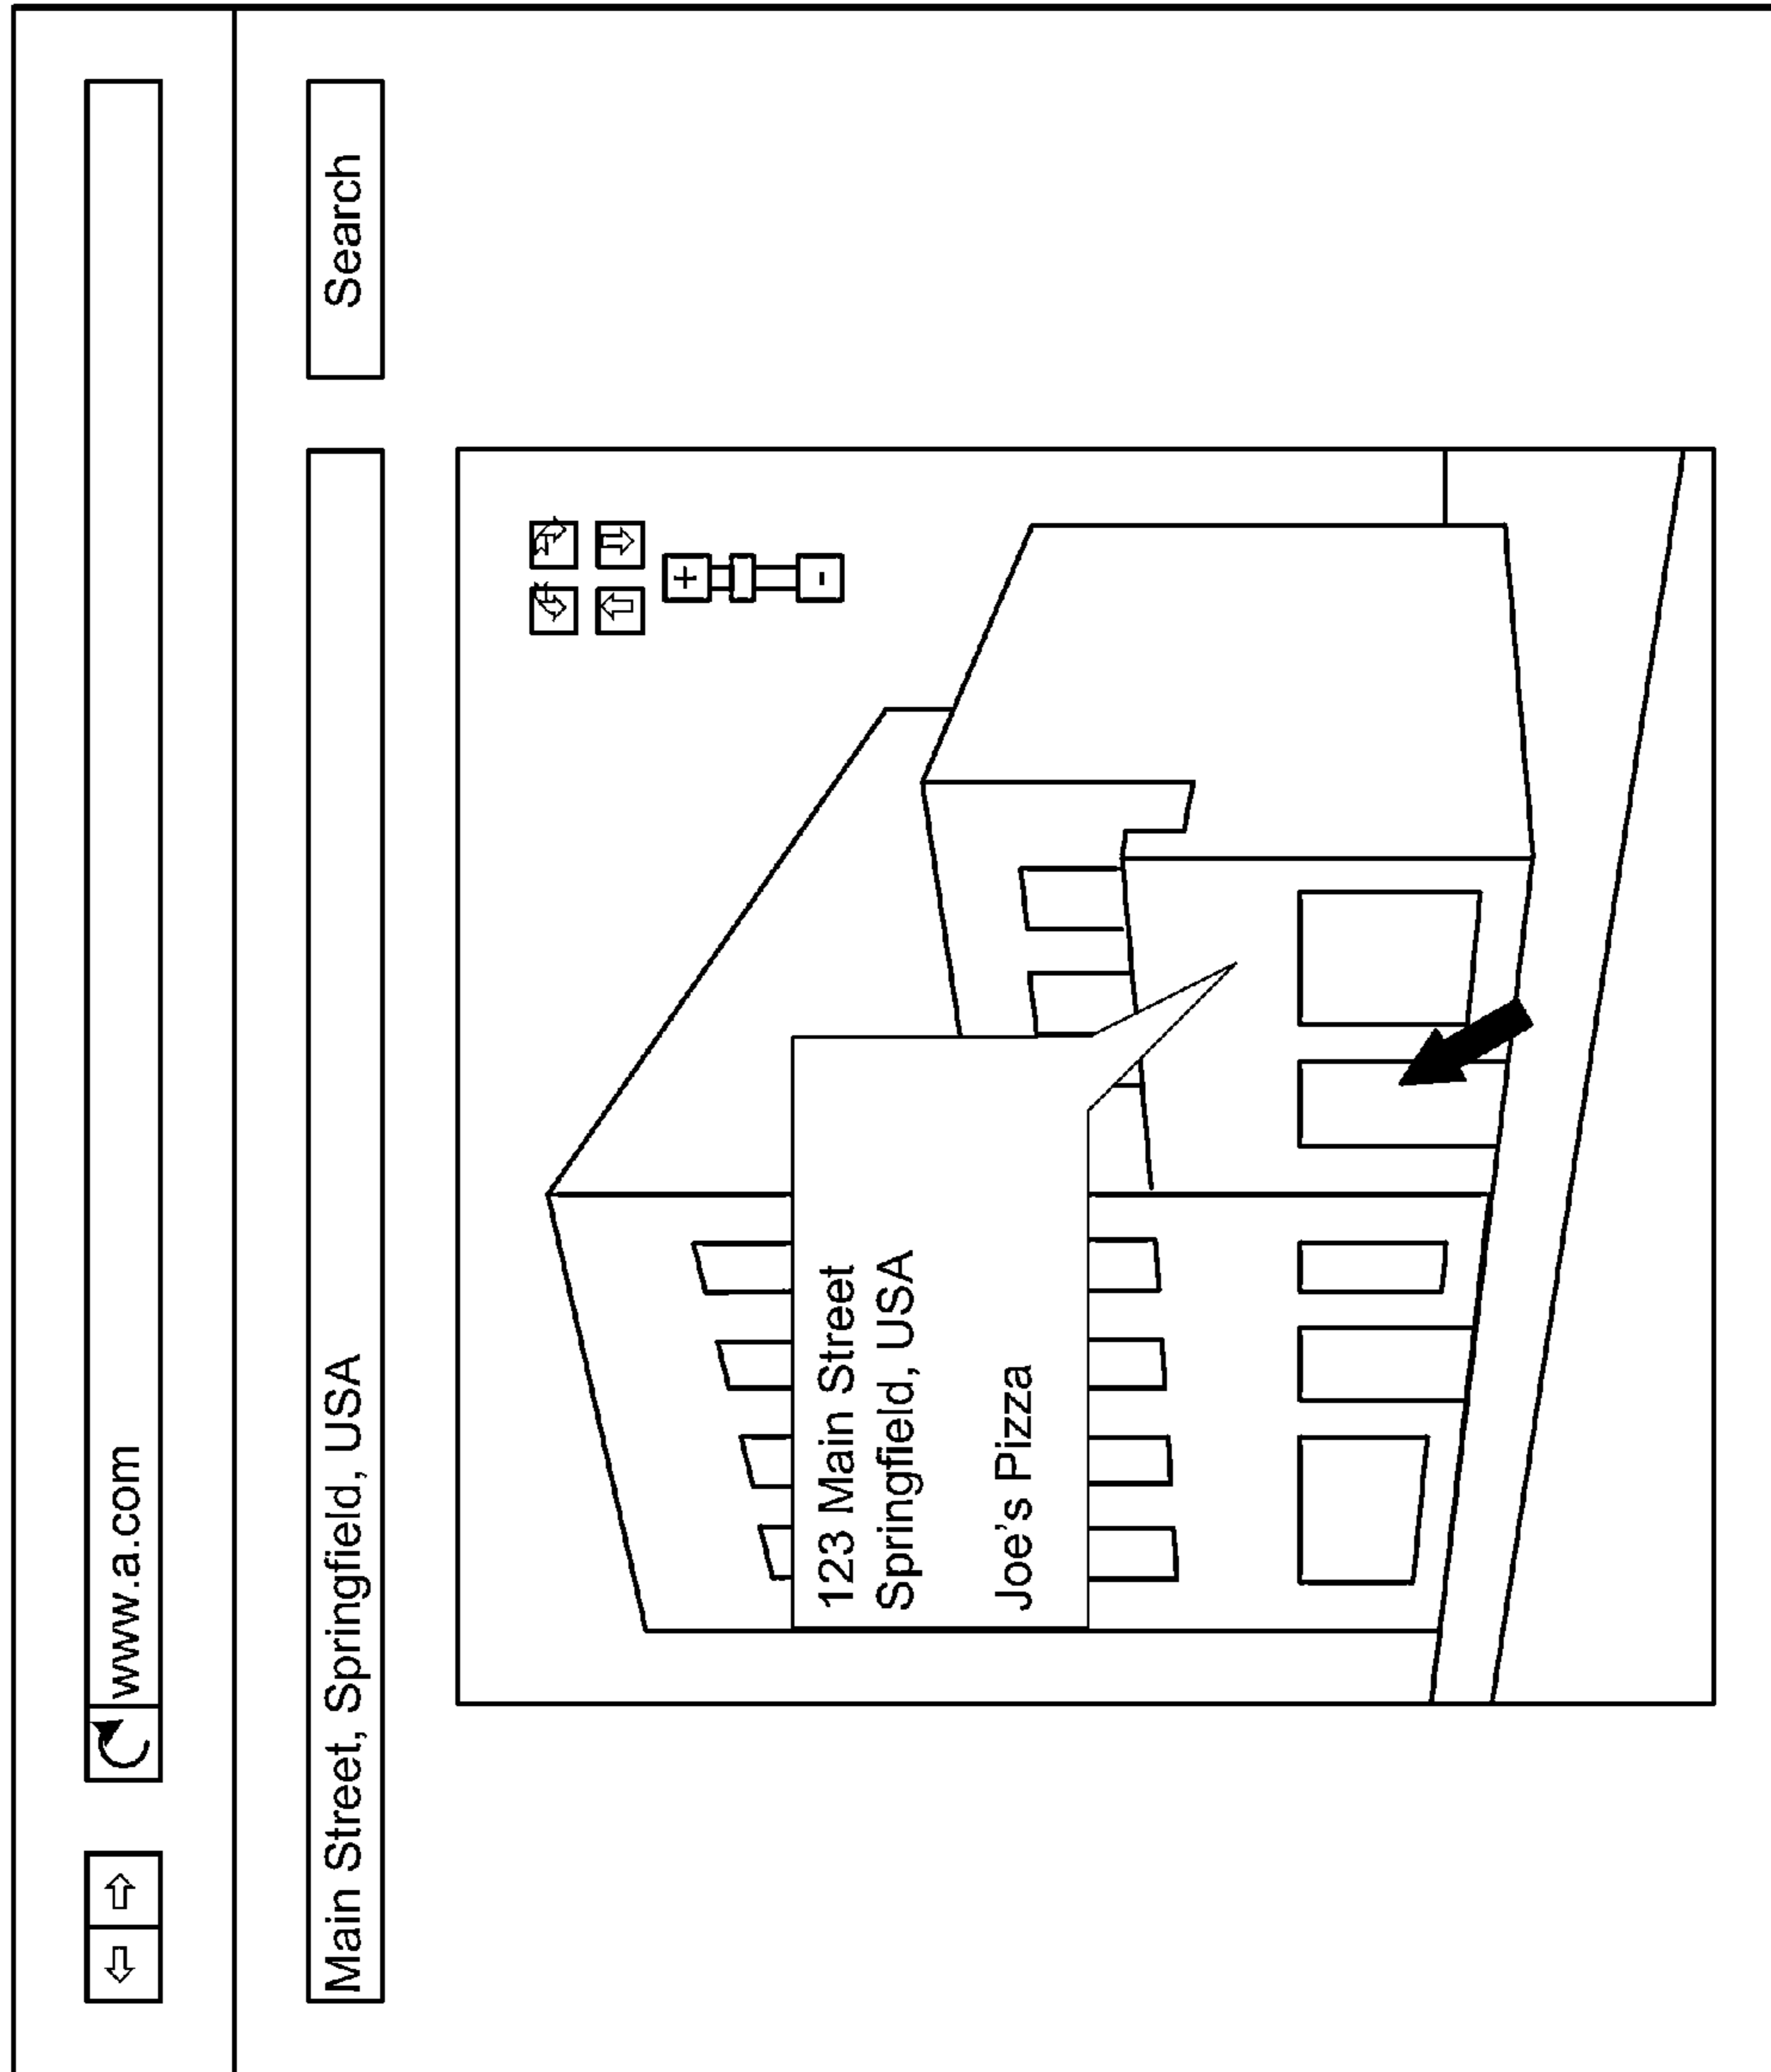 www.a.com
Main Street, Springfield, USA
Search
+
-
123 Main Street
Springfield, USA
Joe's Pizza